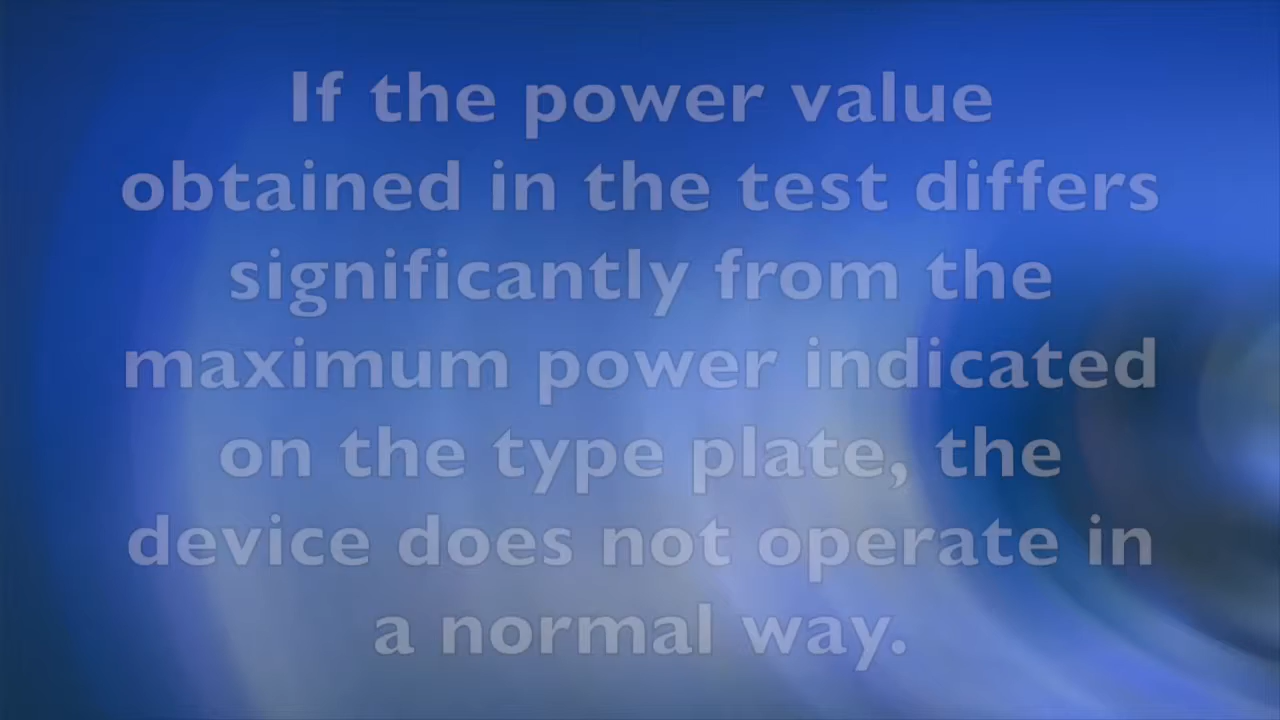 If the power value
obtained in the test differs
significantly from the
maximum power indicated
on the type plate, the
device does not operate in
a normal way.